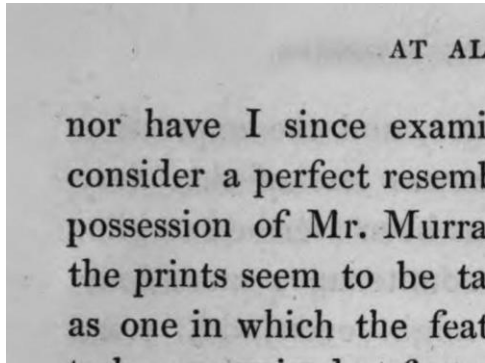 AT AL
nor have I since exami
consider a perfect resembl
possession of Mr. Murra
the prints seem to be ta
as one in which the feat